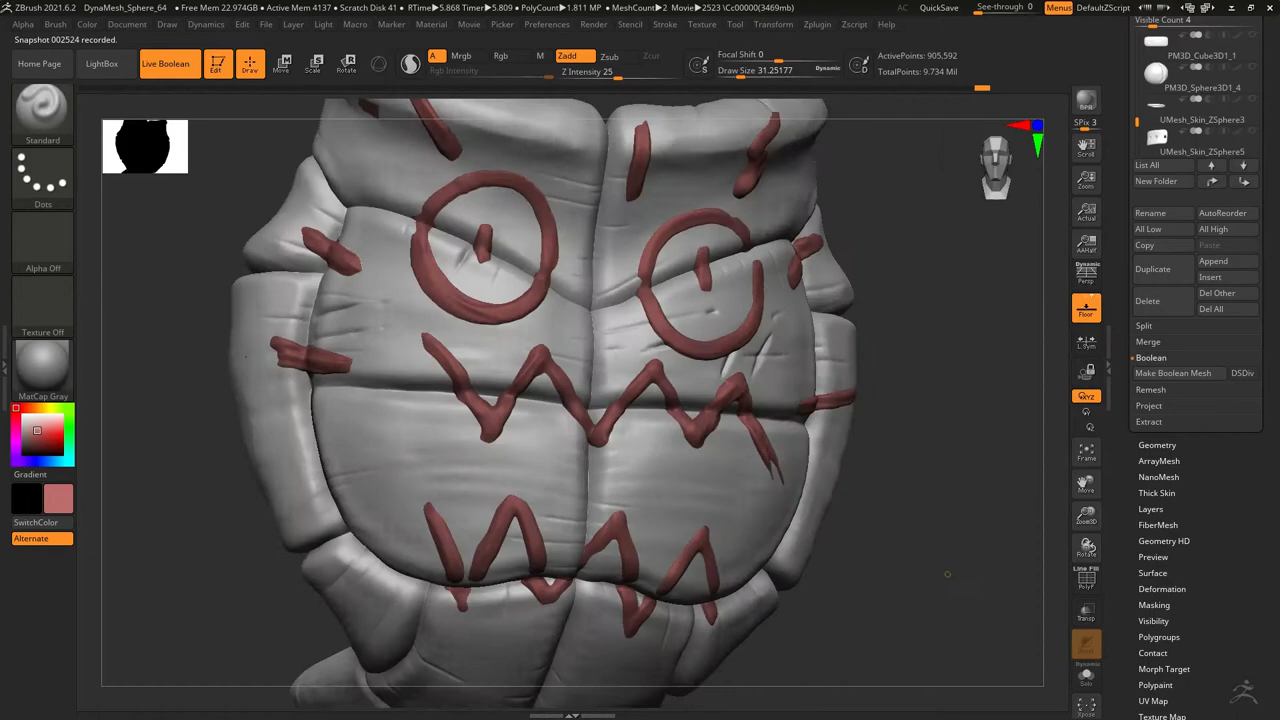 ZBrush 2021.6.2
DynaMesh_Sphere_64
• Free Mem 22.974GB • Active Mem 4137 • Scratch Disk 41 • RTime▸5.868 Timer▸5.809 • PolyCount▸1.811 MP • MeshCount▸2 Movie▸2523 \Cc00000(3469mb)
AC
QuickSave
See-through 0
Menus
DefaultZScript
Alpha Brush Color Document Draw Dynamics Edit File Layer Light Macro Marker Material Movie Picker Preferences Render Stencil Stroke Texture Tool Transform Zplugin Zscript Help
Snapshot 002524 recorded.
Home Page
LightBox
Live Boolean
Edit
Draw
Move
Scale
Rotate
A
Mrgb
Rgb
M
Zadd
Zsub
Zcut
Rgb Intensity
Z Intensity 25
S
Focal Shift 0
Draw Size 31.25177
Dynamic
D
ActivePoints: 905,592
TotalPoints: 9.734 Mil
Standard
Dots
Alpha Off
Texture Off
MatCap Gray
Gradient
SwitchColor
Alternate
BPR
SPix 3
Scroll
Zoom
Actual
AAHalf
Dynamic
Persp
Floor
L.Sym
XYZ
Frame
Move
Zoom3D
Rotate
Line Fill
PolyF
Transp
Dynamic
Solo
Xpose
Visible Count 4
PM3D_Cube3D1_1
PM3D_Sphere3D1_4
UMesh_Skin_ZSphere3
UMesh_Skin_ZSphere5
List All
New Folder
Rename
AutoReorder
All Low
All High
Copy
Paste
Duplicate
Append
Insert
Delete
Del Other
Del All
Split
Merge
Boolean
Make Boolean Mesh
DSDiv
Remesh
Project
Extract
Geometry
ArrayMesh
NanoMesh
Thick Skin
Layers
FiberMesh
Geometry HD
Preview
Surface
Deformation
Masking
Visibility
Polygroups
Contact
Morph Target
Polypaint
UV Map
Texture Map